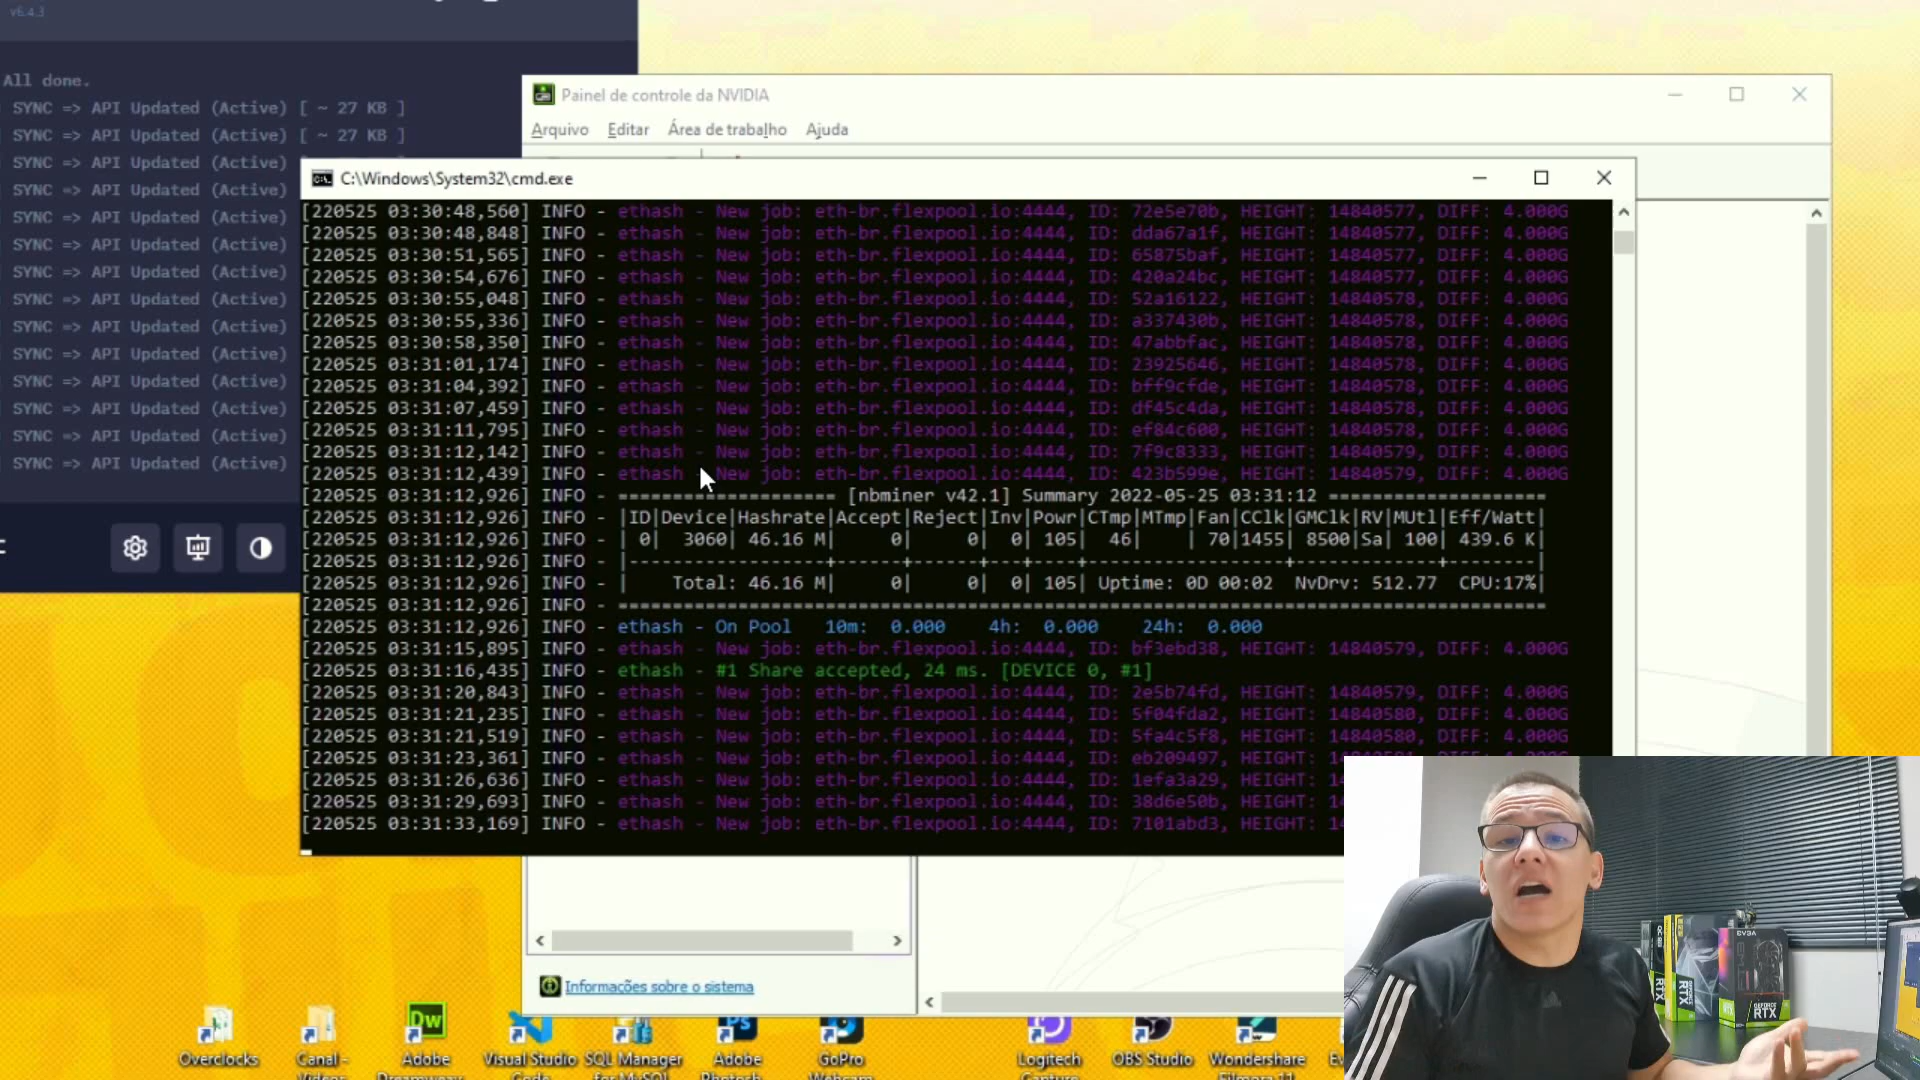 v6.4.3
All done.
SYNC => API Updated (Active) [ ~ 27 KB ]
SYNC => API Updated (Active) [ ~ 27 KB ]
SYNC => API Updated (Active)
SYNC => API Updated (Active)
SYNC => API Updated (Active)
SYNC => API Updated (Active)
SYNC => API Updated (Active)
SYNC => API Updated (Active)
SYNC => API Updated (Active)
SYNC => API Updated (Active)
SYNC => API Updated (Active)
SYNC => API Updated (Active)
SYNC => API Updated (Active)
SYNC => API Updated (Active)
Painel de controle da NVIDIA
Arquivo Editar Área de trabalho Ajuda
C:\Windows\System32\cmd.exe
[220525 03:30:48,560] INFO - ethash - New job: eth-br.flexpool.io:4444, ID: 72e5e70b, HEIGHT: 14840577, DIFF: 4.000G
[220525 03:30:48,848] INFO - ethash - New job: eth-br.flexpool.io:4444, ID: dda67a1f, HEIGHT: 14840577, DIFF: 4.000G
[220525 03:30:51,565] INFO - ethash - New job: eth-br.flexpool.io:4444, ID: 65875baf, HEIGHT: 14840577, DIFF: 4.000G
[220525 03:30:54,676] INFO - ethash - New job: eth-br.flexpool.io:4444, ID: 420a24bc, HEIGHT: 14840577, DIFF: 4.000G
[220525 03:30:55,048] INFO - ethash - New job: eth-br.flexpool.io:4444, ID: 52a16122, HEIGHT: 14840578, DIFF: 4.000G
[220525 03:30:55,336] INFO - ethash - New job: eth-br.flexpool.io:4444, ID: a337430b, HEIGHT: 14840578, DIFF: 4.000G
[220525 03:30:58,350] INFO - ethash - New job: eth-br.flexpool.io:4444, ID: 47abbfac, HEIGHT: 14840578, DIFF: 4.000G
[220525 03:31:01,174] INFO - ethash - New job: eth-br.flexpool.io:4444, ID: 23925646, HEIGHT: 14840578, DIFF: 4.000G
[220525 03:31:04,392] INFO - ethash - New job: eth-br.flexpool.io:4444, ID: bff9cfde, HEIGHT: 14840578, DIFF: 4.000G
[220525 03:31:07,459] INFO - ethash - New job: eth-br.flexpool.io:4444, ID: df45c4da, HEIGHT: 14840578, DIFF: 4.000G
[220525 03:31:11,795] INFO - ethash - New job: eth-br.flexpool.io:4444, ID: ef84c600, HEIGHT: 14840578, DIFF: 4.000G
[220525 03:31:12,142] INFO - ethash - New job: eth-br.flexpool.io:4444, ID: 7f9c8333, HEIGHT: 14840579, DIFF: 4.000G
[220525 03:31:12,439] INFO - ethash - New job: eth-br.flexpool.io:4444, ID: 423b599e, HEIGHT: 14840579, DIFF: 4.000G
[220525 03:31:12,926] INFO - ==================== [nbminer v42.1] Summary 2022-05-25 03:31:12 ====================
[220525 03:31:12,926] INFO - |ID|Device|Hashrate|Accept|Reject|Inv|Powr|CTmp|MTmp|Fan|CClk|GMClk|RV|MUtl|Eff/Watt|
[220525 03:31:12,926] INFO - | 0| 3060| 46.16 M| 0| 0| 0| 105| 46| | 70|1455| 8500|Sa| 100| 439.6 K|
[220525 03:31:12,926] INFO - |------------------+------+------+---+----+-----------------+-------------+--------|
[220525 03:31:12,926] INFO - | Total: 46.16 M| 0| 0| 0| 105| Uptime: 0D 00:02 NvDrv: 512.77 CPU:17%|
[220525 03:31:12,926] INFO - =====================================================================================
[220525 03:31:12,926] INFO - ethash - On Pool 10m: 0.000 4h: 0.000 24h: 0.000
[220525 03:31:15,895] INFO - ethash - New job: eth-br.flexpool.io:4444, ID: bf3ebd38, HEIGHT: 14840579, DIFF: 4.000G
[220525 03:31:16,435] INFO - ethash - #1 Share accepted, 24 ms. [DEVICE 0, #1]
[220525 03:31:20,843] INFO - ethash - New job: eth-br.flexpool.io:4444, ID: 2e5b74fd, HEIGHT: 14840579, DIFF: 4.000G
[220525 03:31:21,235] INFO - ethash - New job: eth-br.flexpool.io:4444, ID: 5f04fda2, HEIGHT: 14840580, DIFF: 4.000G
[220525 03:31:21,519] INFO - ethash - New job: eth-br.flexpool.io:4444, ID: 5fa4c5f8, HEIGHT: 14840580, DIFF: 4.000G
[220525 03:31:23,361] INFO - ethash - New job: eth-br.flexpool.io:4444, ID: eb209497, HEIGHT:
[220525 03:31:26,636] INFO - ethash - New job: eth-br.flexpool.io:4444, ID: 1efa3a29, HEIGHT: 1
[220525 03:31:29,693] INFO - ethash - New job: eth-br.flexpool.io:4444, ID: 38d6e50b, HEIGHT: 1
[220525 03:31:33,169] INFO - ethash - New job: eth-br.flexpool.io:4444, ID: 7101abd3, HEIGHT: 1
Informações sobre o sistema
EVGA
RTX
RTX
GEFORCE
RTX
Dw
Ps
Overclocks
Canal -
Adobe
Visual Studio
SQL Manager
Adobe
GoPro
Logitech
OBS Studio
Wondershare